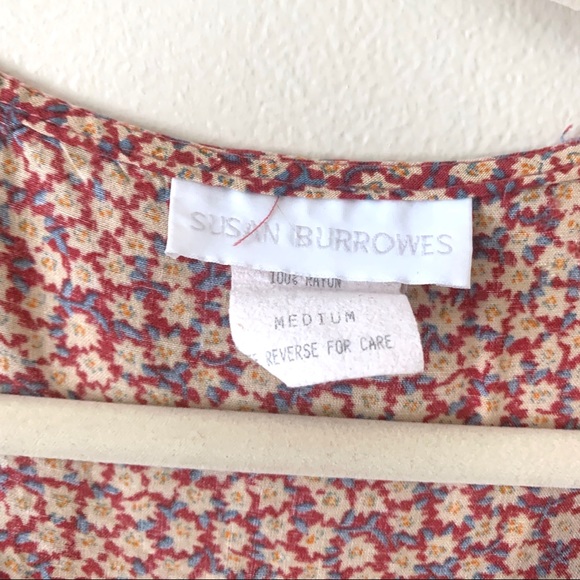 SUSAN BURROWES
100% RAYON
MEDIUM
REVERSE FOR CARE